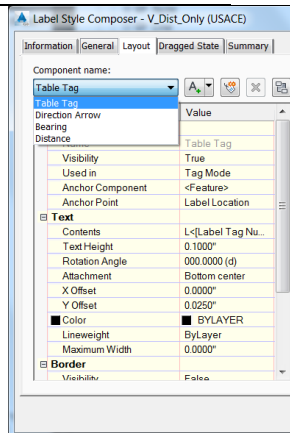 Label Style Composer - V_Dist_Only (USACE)
Information General Layout Dragged State Summary
Component name:
Table Tag
Table Tag
Direction Arrow
Bearing
Distance
Value
Name Table Tag
Visibility True
Used in Tag Mode
Anchor Component <Feature>
Anchor Point Label Location
Text
Contents L<[Label Tag Nu...
Text Height 0.1000"
Rotation Angle 000.0000 (d)
Attachment Bottom center
X Offset 0.0000"
Y Offset 0.0250"
Color BYLAYER
Lineweight ByLayer
Maximum Width 0.0000"
Border
Visibility False